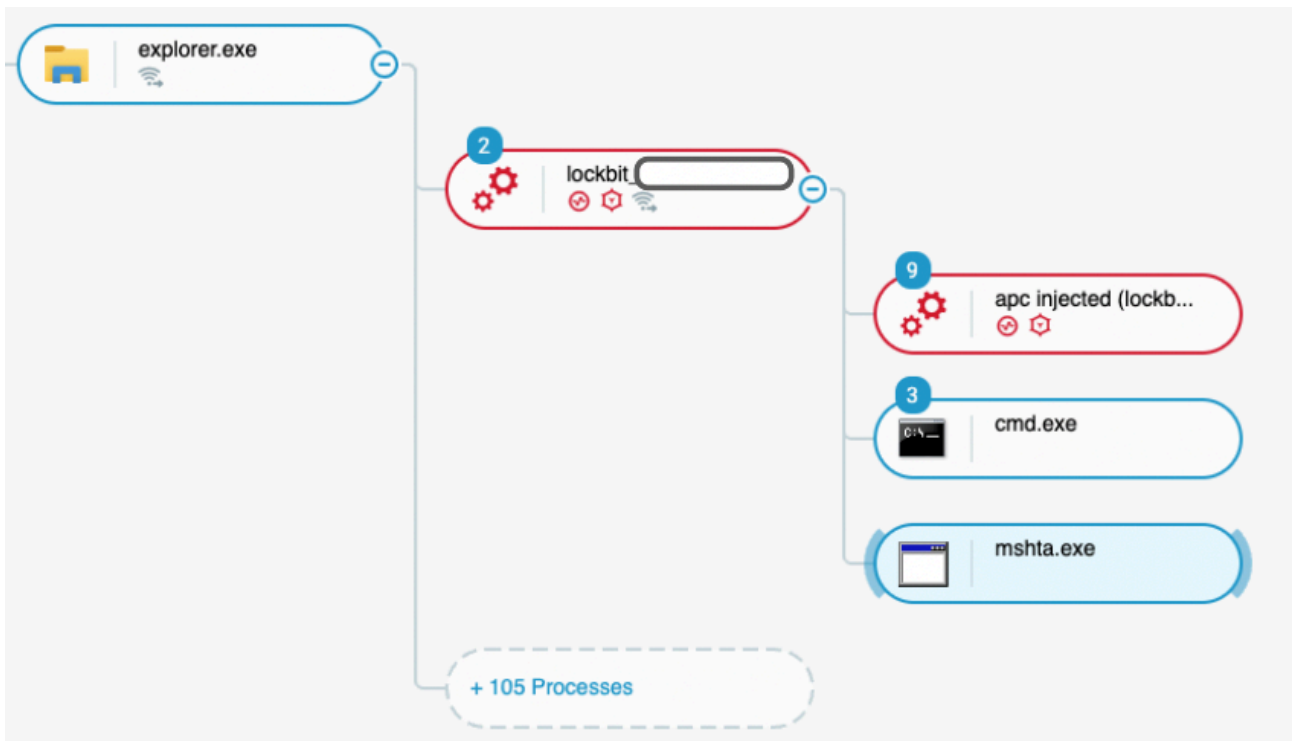 explorer.exe
2
lockbit_
9
apc injected (lockb...
3
C:\_
cmd.exe
mshta.exe
+ 105 Processes